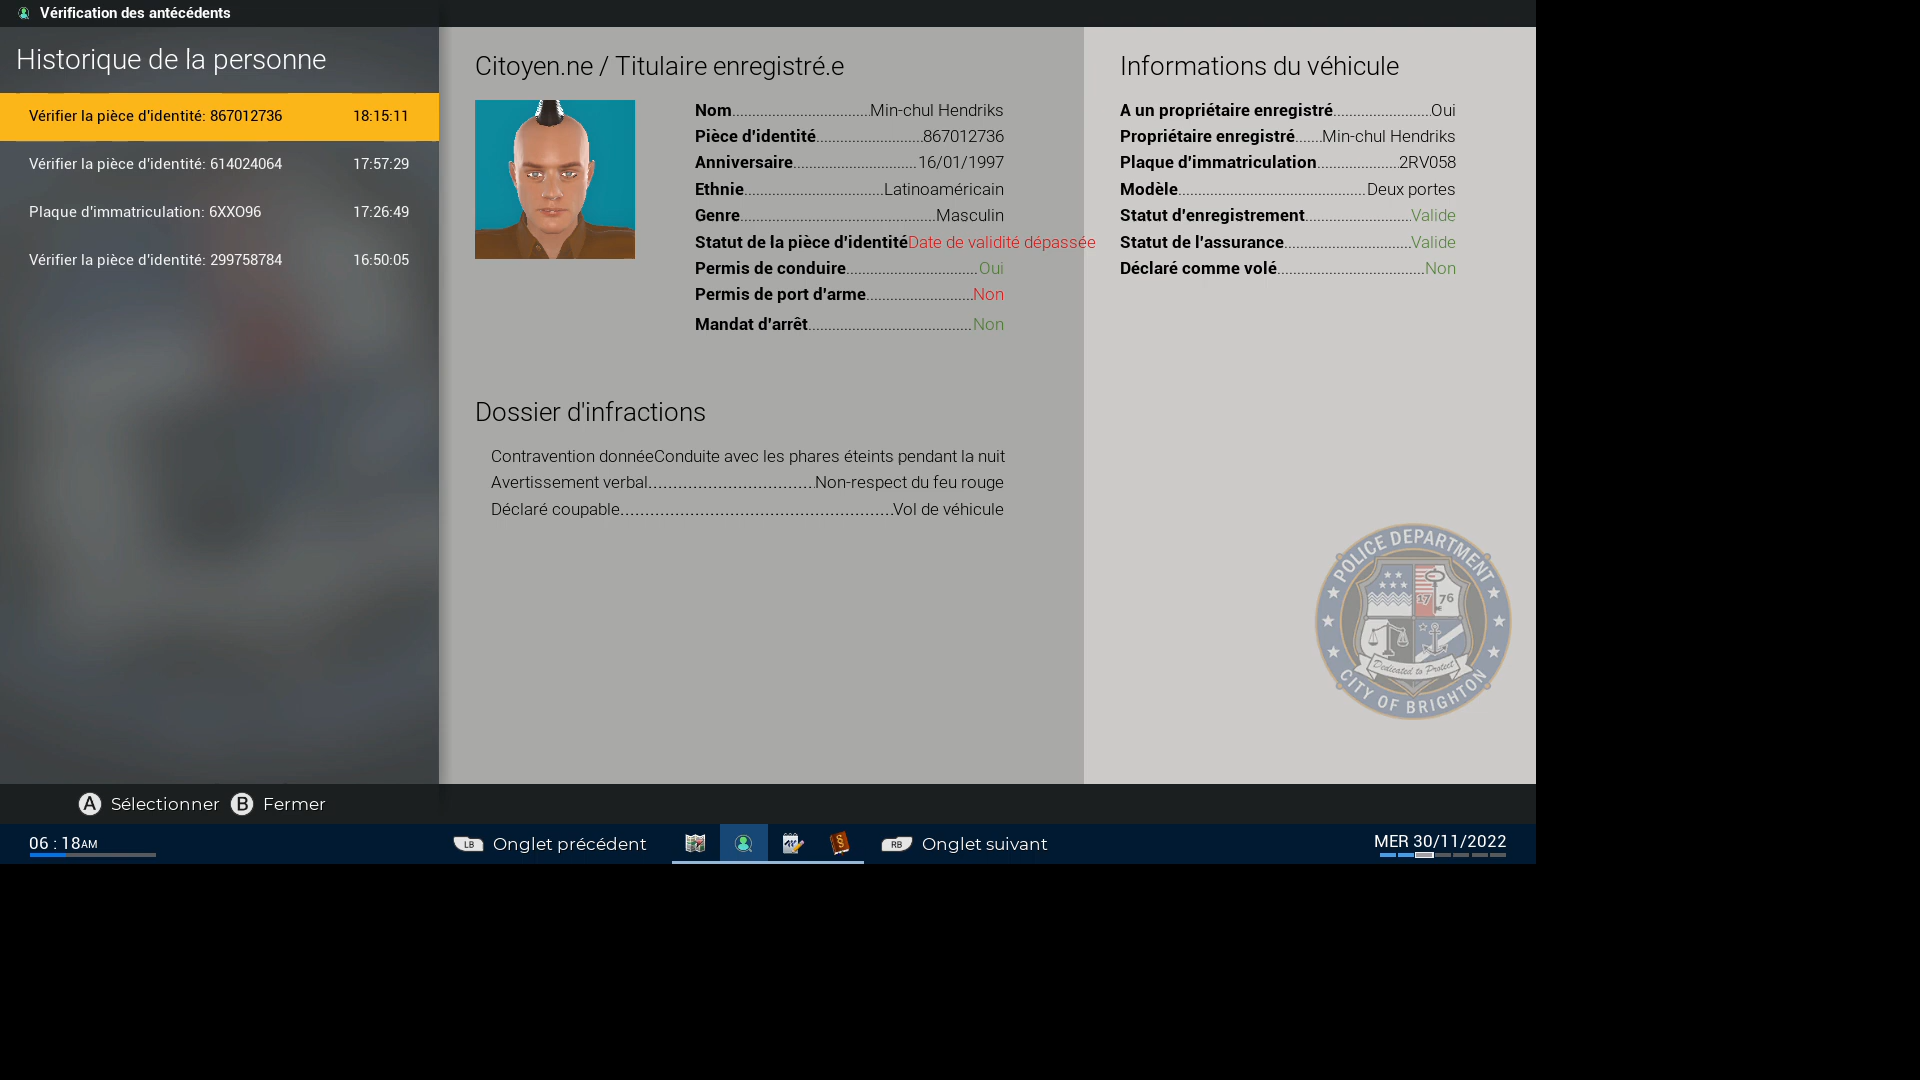 Vérification des antécédents
Historique de la personne
Vérifier la pièce d'identité: 867012736 18:15:11
Vérifier la pièce d'identité: 614024064 17:57:29
Plaque d'immatriculation: 6XXO96 17:26:49
Vérifier la pièce d'identité: 299758784 16:50:05
Citoyen.ne / Titulaire enregistré.e
Nom Min-chul Hendriks
Pièce d'identité 867012736
Anniversaire 16/01/1997
Ethnie Latinoaméricain
Genre Masculin
Statut de la pièce d'identité Date de validité dépassée
Permis de conduire Oui
Permis de port d'arme Non
Mandat d'arrêt Non
Dossier d'infractions
Contravention donnée Conduite avec les phares éteints pendant la nuit
Avertissement verbal Non-respect du feu rouge
Déclaré coupable Vol de véhicule
Informations du véhicule
A un propriétaire enregistré Oui
Propriétaire enregistré Min-chul Hendriks
Plaque d'immatriculation 2RV058
Modèle Deux portes
Statut d'enregistrement Valide
Statut de l'assurance Valide
Déclaré comme volé Non
POLICE DEPARTMENT
17 76
Dedicated to Protect
CITY OF BRIGHTON
A Sélectionner B Fermer
06 : 18AM
LB Onglet précédent
RB Onglet suivant
MER 30/11/2022